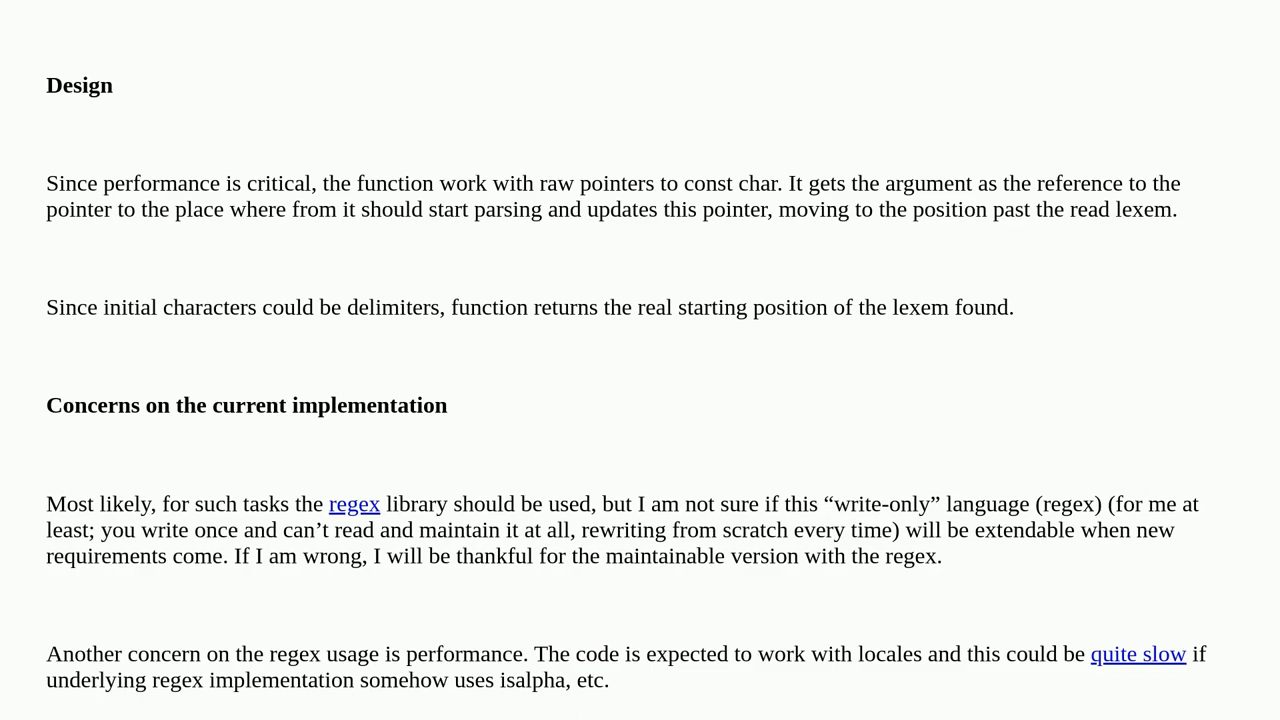 Design
Since performance is critical, the function work with raw pointers to const char. It gets the argument as the reference to the
pointer to the place where from it should start parsing and updates this pointer, moving to the position past the read lexem.
Since initial characters could be delimiters, function returns the real starting position of the lexem found.
Concerns on the current implementation
Most likely, for such tasks the regex library should be used, but I am not sure if this “write-only” language (regex) (for me at
least; you write once and can’t read and maintain it at all, rewriting from scratch every time) will be extendable when new
requirements come. If I am wrong, I will be thankful for the maintainable version with the regex.
Another concern on the regex usage is performance. The code is expected to work with locales and this could be quite slow if
underlying regex implementation somehow uses isalpha, etc.